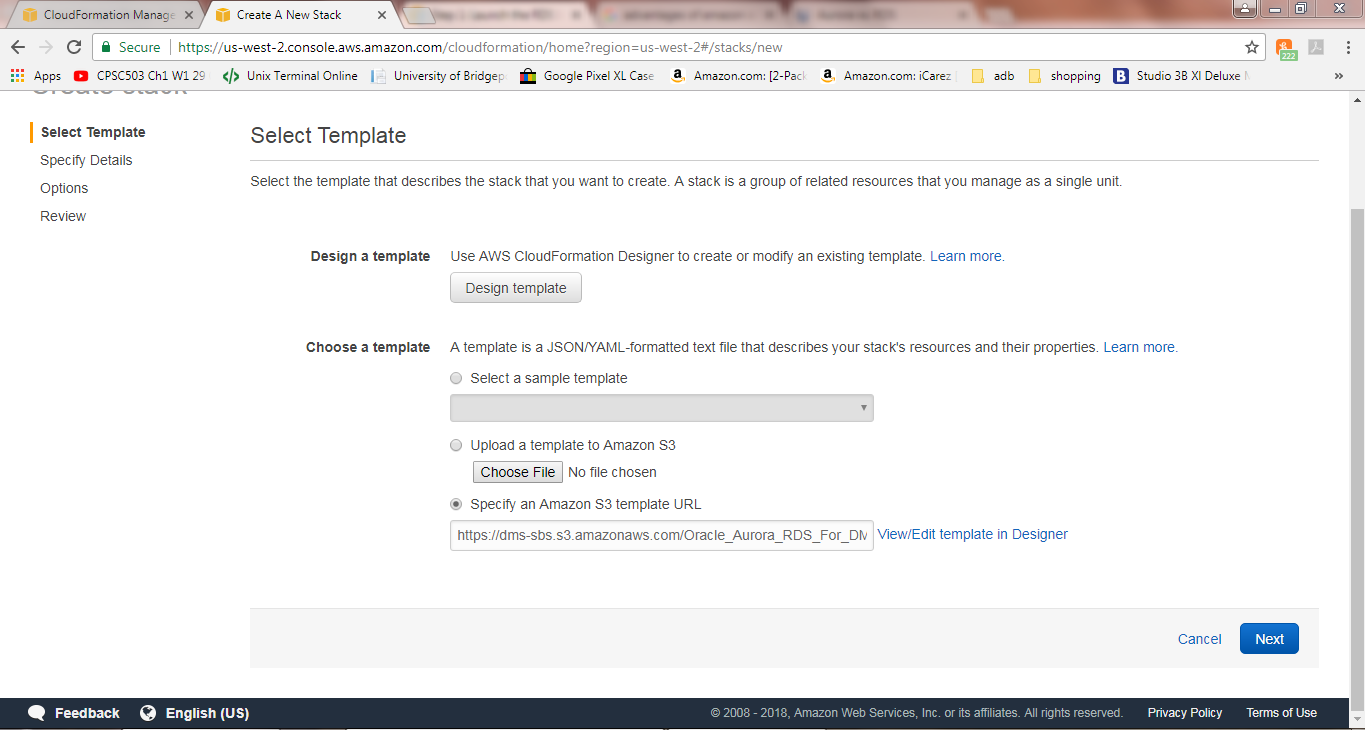 CloudFormation Manage
Create A New Stack
Secure
https://us-west-2.console.aws.amazon.com/cloudformation/home?region=us-west-2#/stacks/new
222
Apps
CPSC503 Ch1 W1 29
Unix Terminal Online
University of Bridgep
Google Pixel XL Case
Amazon.com: [2-Pack
Amazon.com: iCarez
adb
shopping
B
Studio 3B XI Deluxe
»
Create stack
Select Template
Specify Details
Options
Review
Select Template
Select the template that describes the stack that you want to create. A stack is a group of related resources that you manage as a single unit.
Design a template
Use AWS CloudFormation Designer to create or modify an existing template. Learn more.
Design template
Choose a template
A template is a JSON/YAML-formatted text file that describes your stack's resources and their properties. Learn more.
Select a sample template
Upload a template to Amazon S3
Choose File No file chosen
Specify an Amazon S3 template URL
https://dms-sbs.s3.amazonaws.com/Oracle_Aurora_RDS_For_DM
View/Edit template in Designer
Cancel
Next
Feedback
English (US)
© 2008 - 2018, Amazon Web Services, Inc. or its affiliates. All rights reserved.
Privacy Policy
Terms of Use